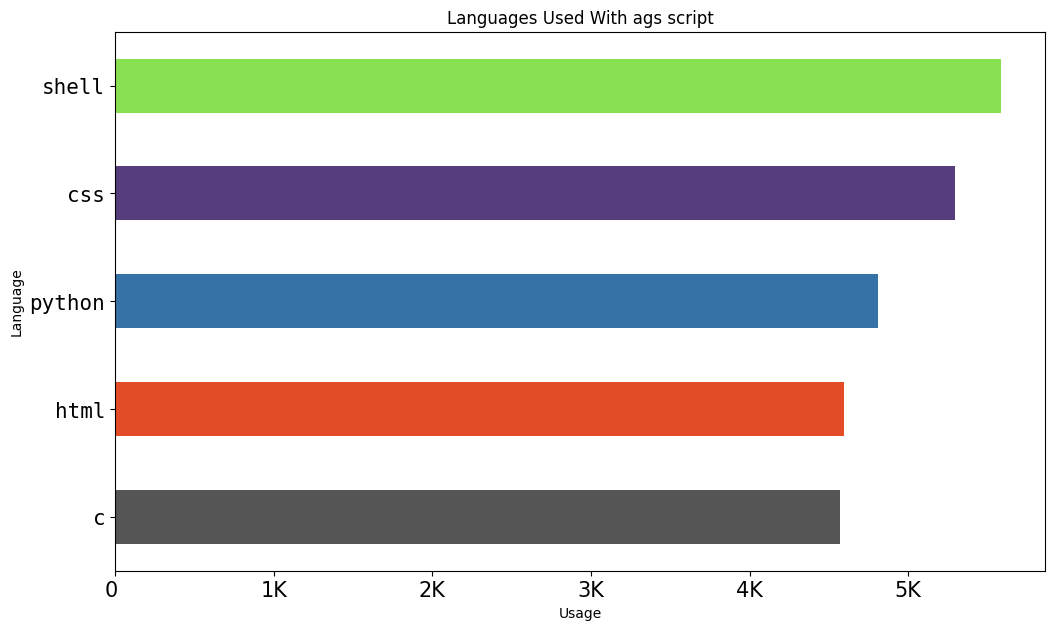 Languages Used With ags script
Language
shell
css
python
html
c
0 1K 2K 3K 4K 5K
Usage